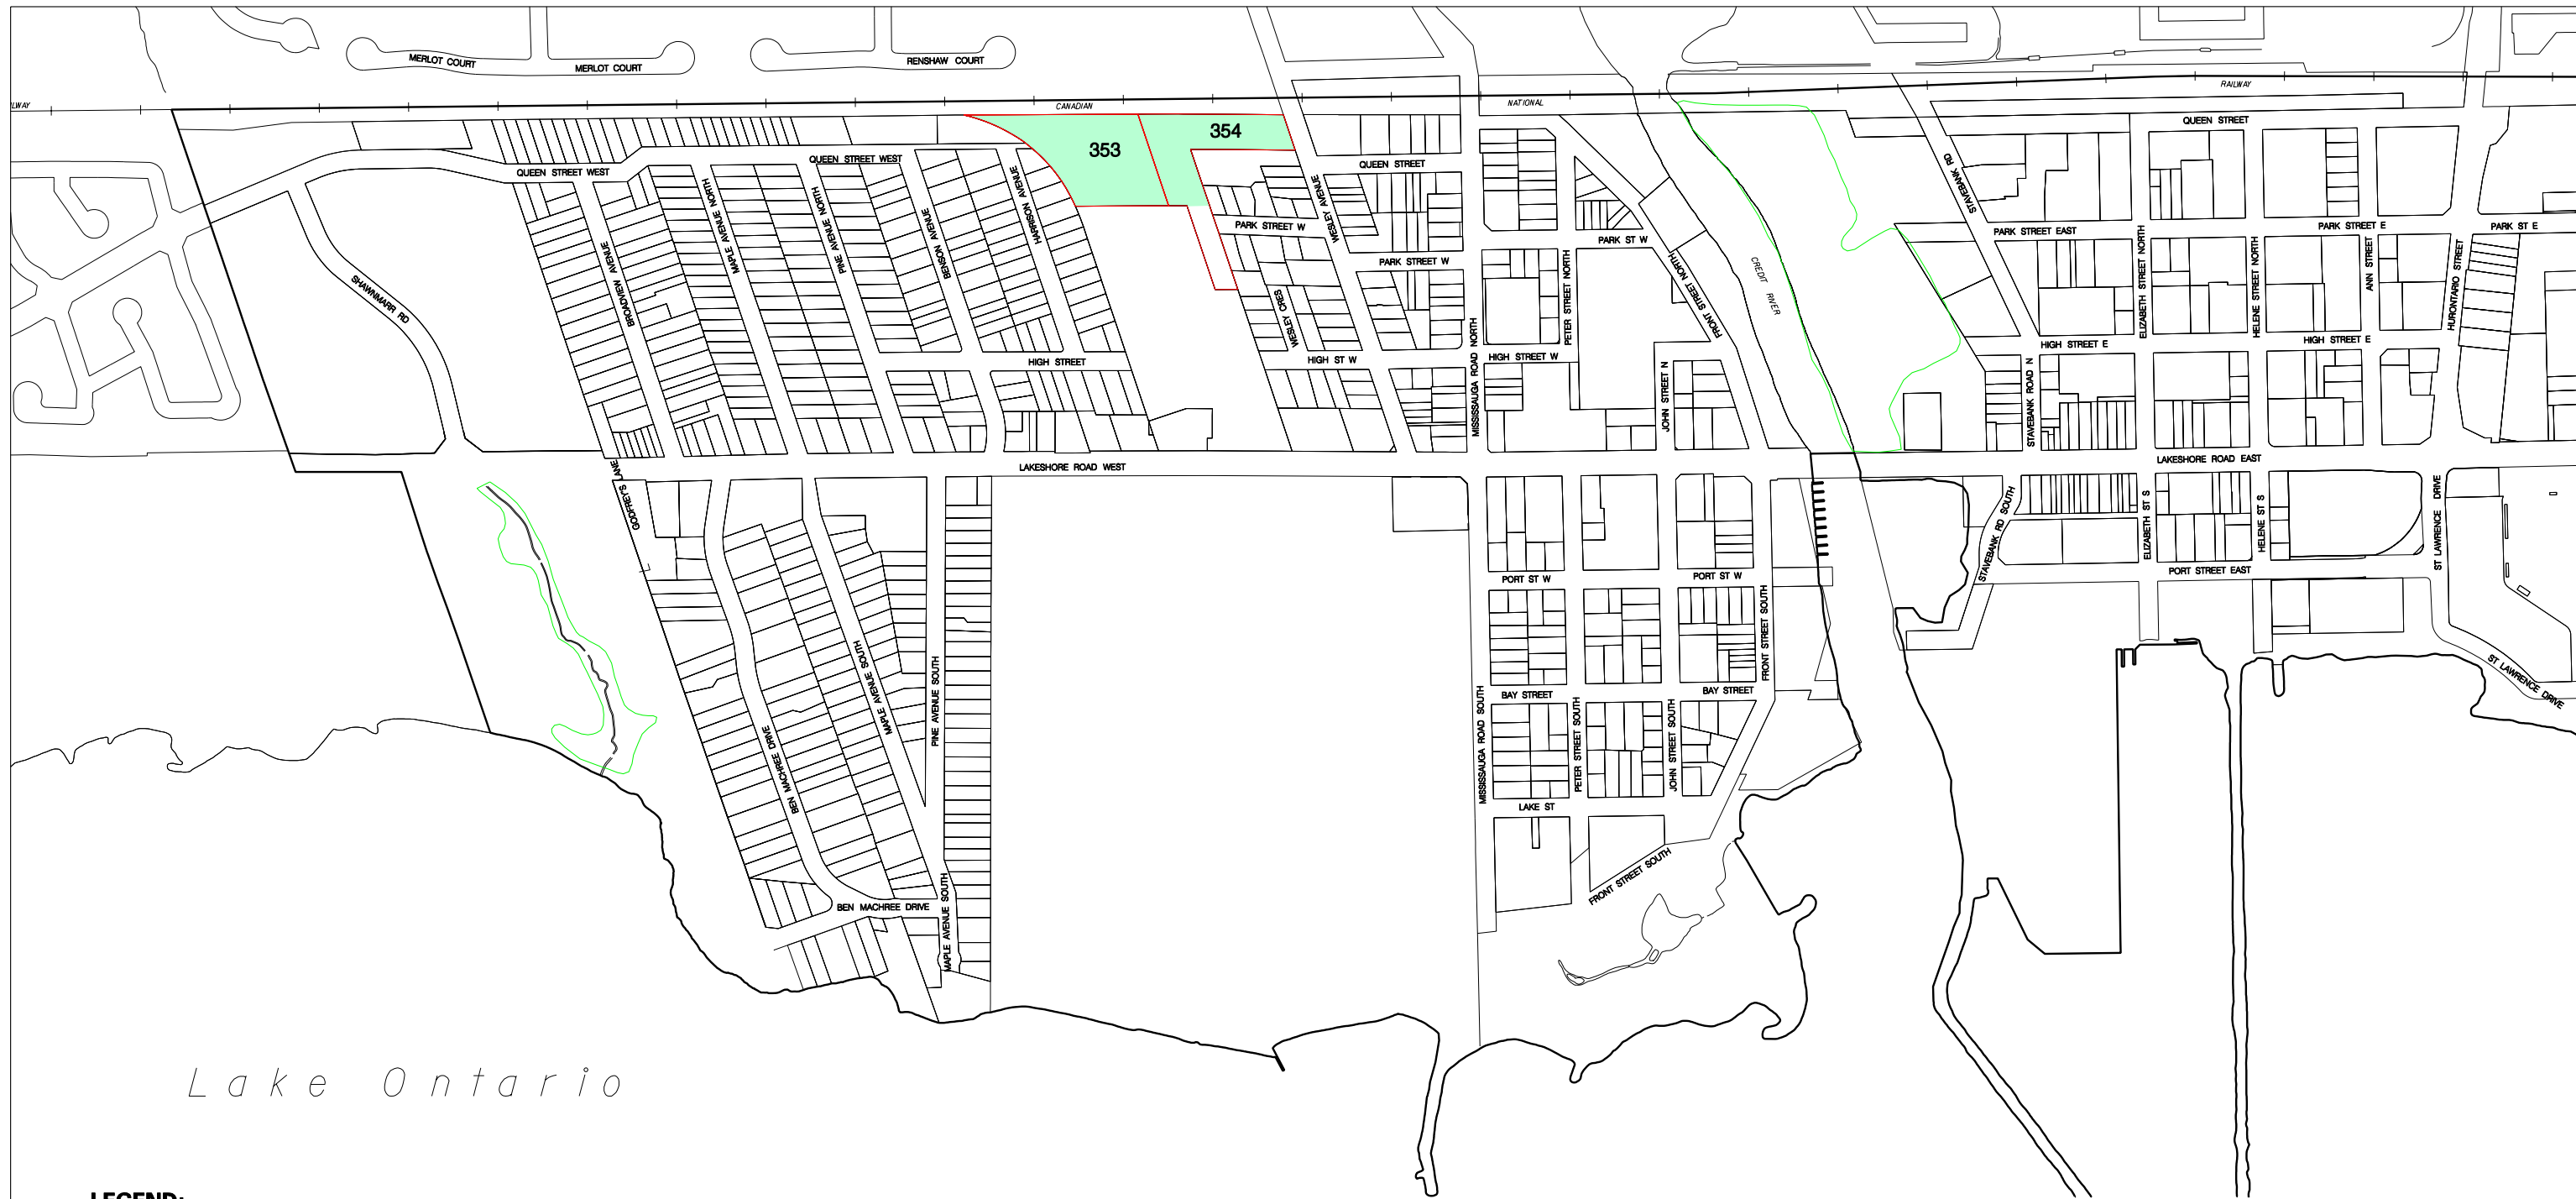 MERLOT COURT
MERLOT COURT
RENSHAW COURT
LWAY
CANADIAN
NATIONAL
RAILWAY
353
354
QUEEN STREET WEST
QUEEN STREET WEST
QUEEN STREET
QUEEN STREET
SHAWNMARR RD
BROADVIEW AVENUE
MAPLE AVENUE NORTH
PINE AVENUE NORTH
BENSON AVENUE
HARRISON AVENUE
WESLEY AVENUE
PARK STREET W
PARK STREET W
WESLEY CRES
PARK ST W
PETER STREET NORTH
FRONT STREET NORTH
FRONT STREET NORTH
CREDIT RIVER
STAVEBANK RD
PARK STREET EAST
ELIZABETH STREET NORTH
HELENE STREET NORTH
PARK STREET E
ANN STREET
HURONTARIO STREET
PARK ST E
HIGH STREET
HIGH ST W
MISSISSAUGA ROAD NORTH
HIGH STREET W
JOHN STREET N
STAVEBANK ROAD N
HIGH STREET E
HIGH STREET E
LAKESHORE ROAD WEST
LAKESHORE ROAD EAST
GODFREY'S LANE
STAVEBANK RD SOUTH
ELIZABETH ST S
HELENE ST S
ST LAWRENCE DRIVE
PORT ST W
PORT ST W
PORT STREET EAST
FRONT STREET SOUTH
BEN MACHREE DRIVE
MAPLE AVENUE SOUTH
PINE AVENUE SOUTH
MISSISSAUGA ROAD SOUTH
BAY STREET
BAY STREET
PETER STREET SOUTH
JOHN STREET SOUTH
ST LAWRENCE DRIVE
LAKE ST
FRONT STREET SOUTH
BEN MACHREE DRIVE
MAPLE AVENUE SOUTH
Lake Ontario
LEGEND: